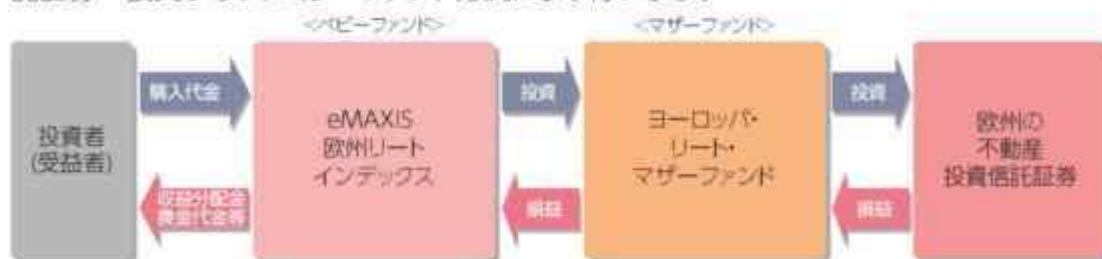 <ベビーファンド>
<マザーファンド>
投資者
(受益者)
購入代金
収益分配金
換金代金等
eMAXIS
欧州リート
インデックス
投資
損益
ヨーロッパ・
リート・
マザーファンド
投資
損益
欧州の
不動産
投資信託証券